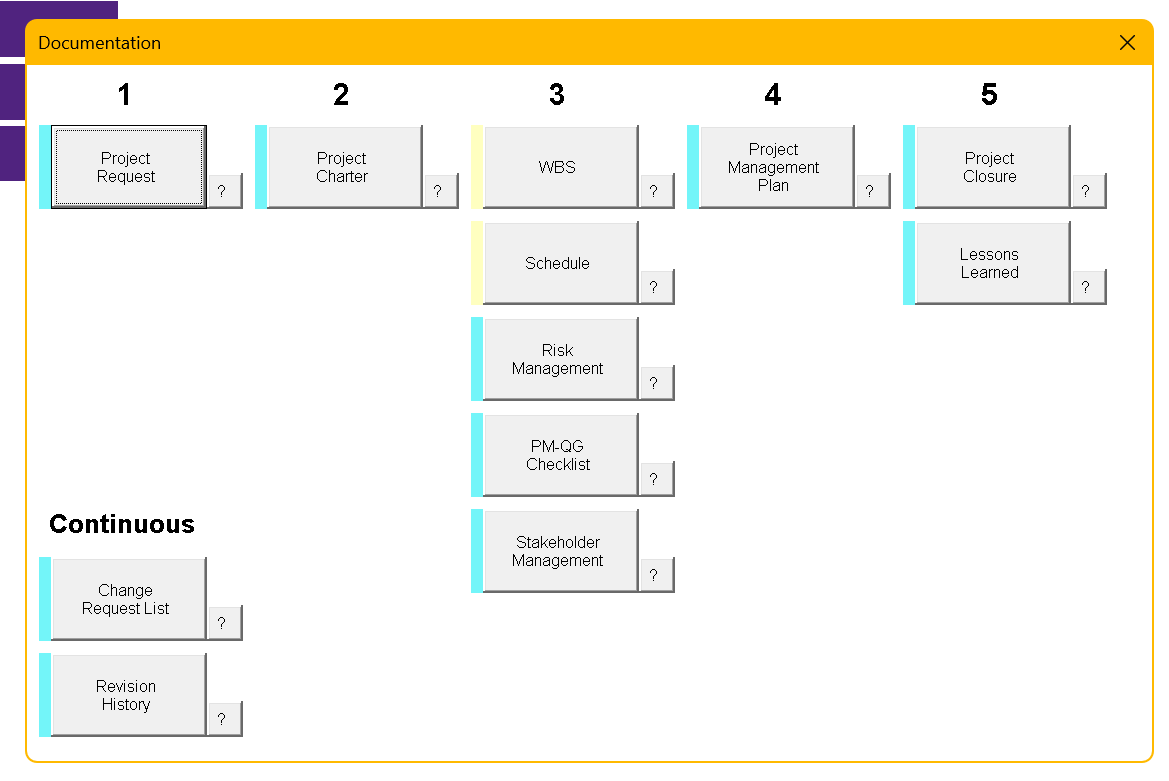 Documentation
1
2
3
4
5
Project
Request
?
Project
Charter
?
WBS
?
Project
Management
Plan
?
Project
Closure
?
Schedule
?
Lessons
Learned
?
Risk
Management
?
PM-QG
Checklist
?
Continuous
Stakeholder
Management
?
Change
Request List
?
Revision
History
?